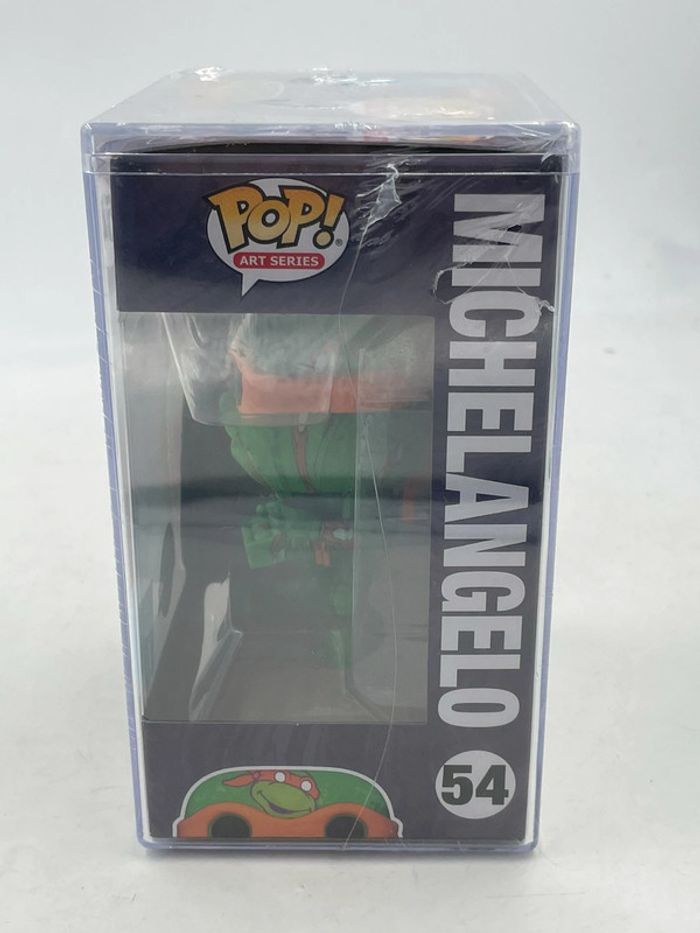 POP!
ART SERIES
MICHELANGELO
54